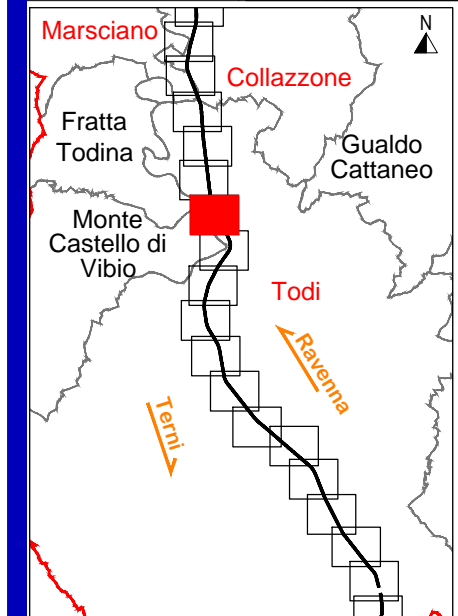 Marsciano
N
Collazzone
Fratta
Todina
Gualdo
Cattaneo
Monte
Castello di
Vibio
Todi
Ravenna
Terni